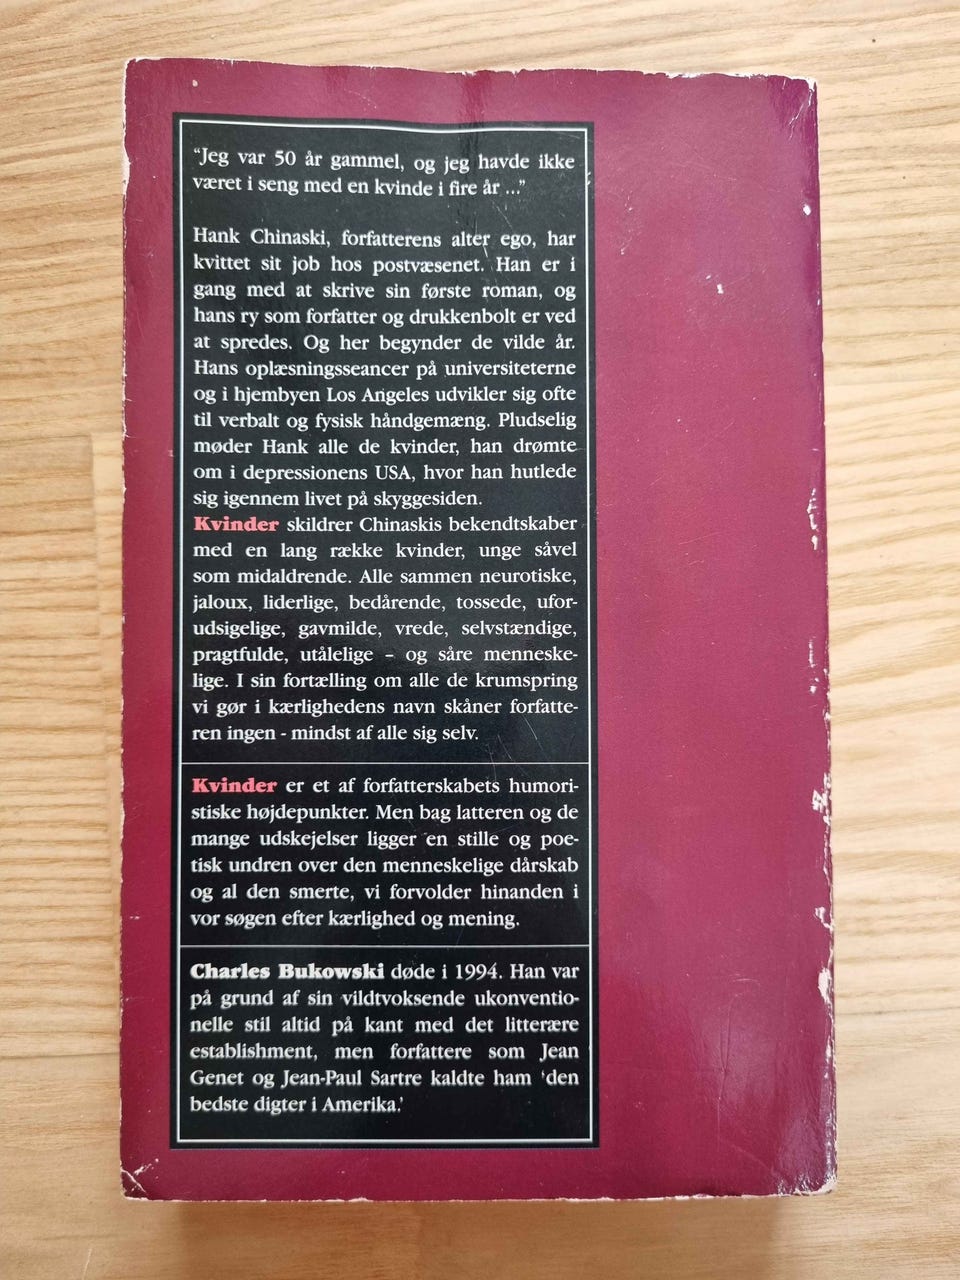 “Jeg var 50 år gammel, og jeg havde ikke
været i seng med en kvinde i fire år ...”
Hank Chinaski, forfatterens alter ego, har
kvittet sit job hos postvæsenet. Han er i
gang med at skrive sin første roman, og
hans ry som forfatter og drukkenbolt er ved
at spredes. Og her begynder de vilde år.
Hans oplæsningsseancer på universiteterne
og i hjembyen Los Angeles udvikler sig ofte
til verbalt og fysisk håndgemæng. Pludselig
møder Hank alle de kvinder, han drømte
om i depressionens USA, hvor han hutlede
sig igennem livet på skyggesiden.
Kvinder skildrer Chinaskis bekendtskaber
med en lang række kvinder, unge såvel
som midaldrende. Alle sammen neurotiske,
jaloux, liderlige, bedårende, tossede, ufor-
udsigelige, gavmilde, vrede, selvstændige,
pragtfulde, utålelige – og såre menneske-
lige. I sin fortælling om alle de krumspring
vi gør i kærlighedens navn skåner forfatte-
ren ingen - mindst af alle sig selv.
Kvinder er et af forfatterskabets humori-
stiske højdepunkter. Men bag latteren og de
mange udskejelser ligger en stille og poe-
tisk undren over den menneskelige dårskab
og al den smerte, vi forvolder hinanden i
vor søgen efter kærlighed og mening.
Charles Bukowski døde i 1994. Han var
på grund af sin vildtvoksende ukonventio-
nelle stil altid på kant med det litterære
establishment, men forfattere som Jean
Genet og Jean-Paul Sartre kaldte ham ‘den
bedste digter i Amerika.’